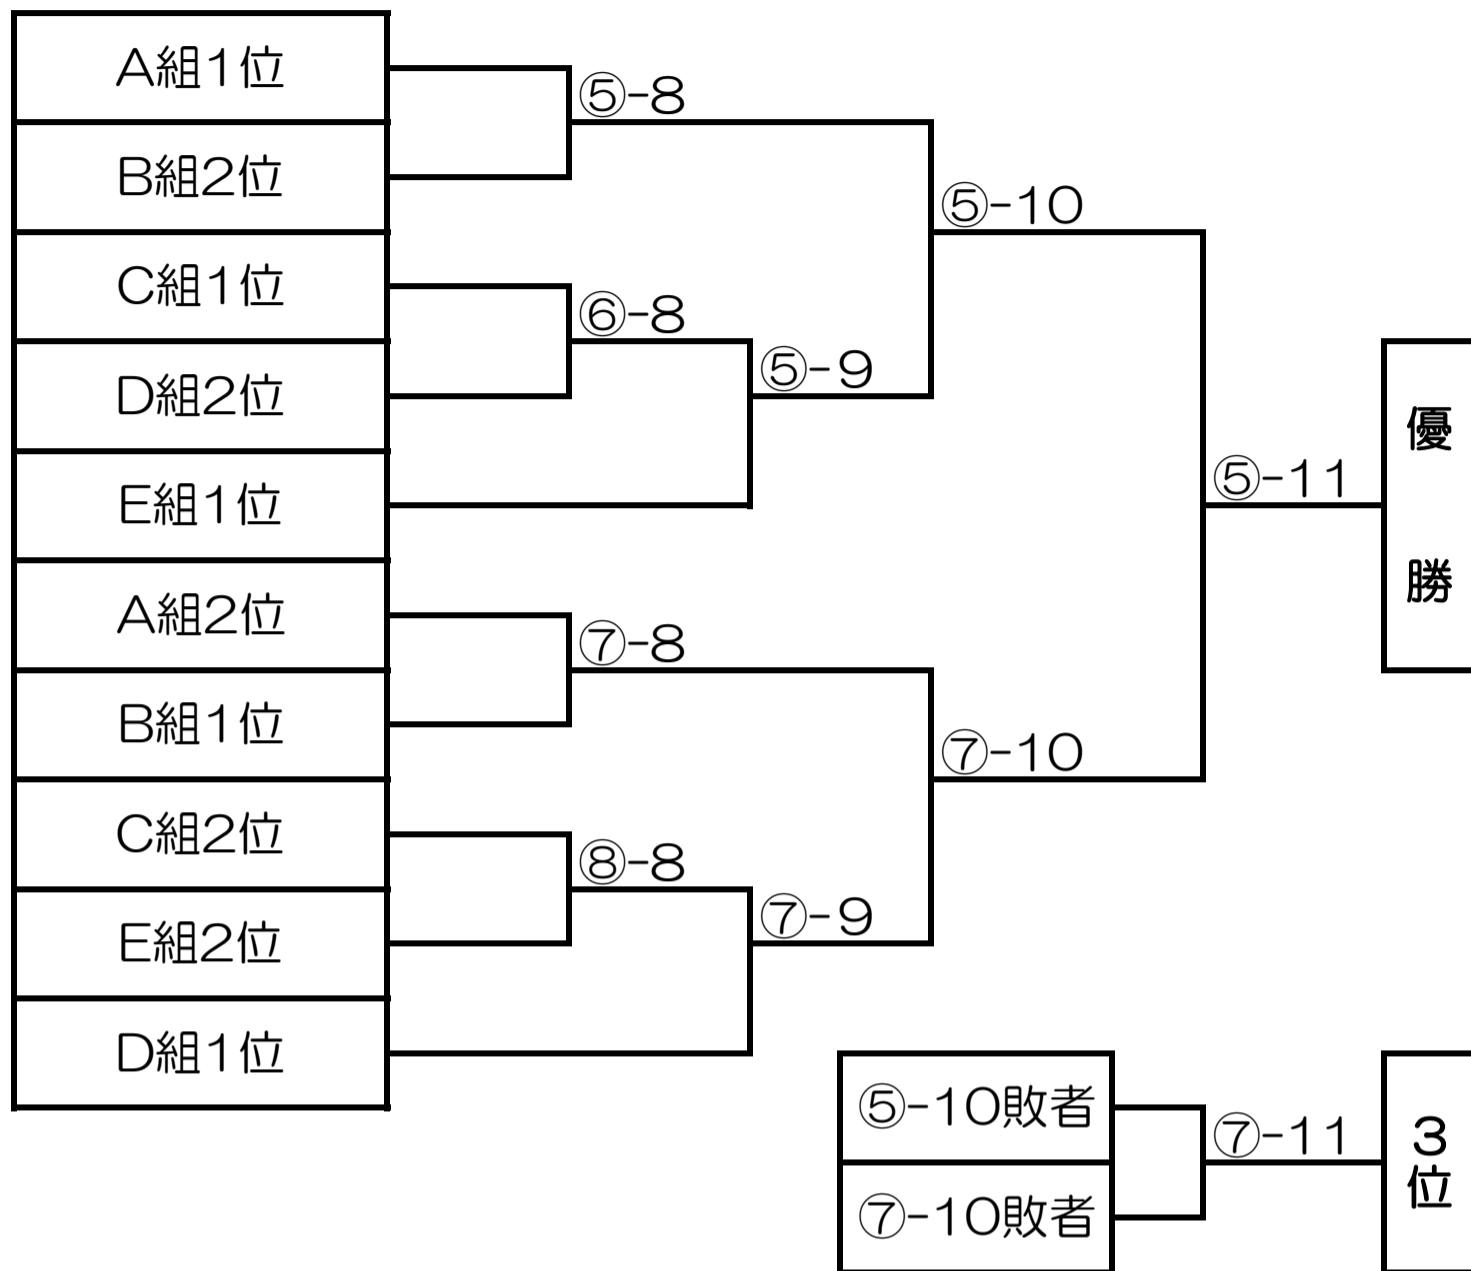 A組1位
⑤-8
B組2位
⑤-10
C組1位
⑥-8
D組2位
⑤-9
E組1位
⑤-11
優勝
A組2位
⑦-8
B組1位
⑦-10
C組2位
⑧-8
E組2位
⑦-9
D組1位
⑤-10敗者
⑦-11
⑦-10敗者
3位